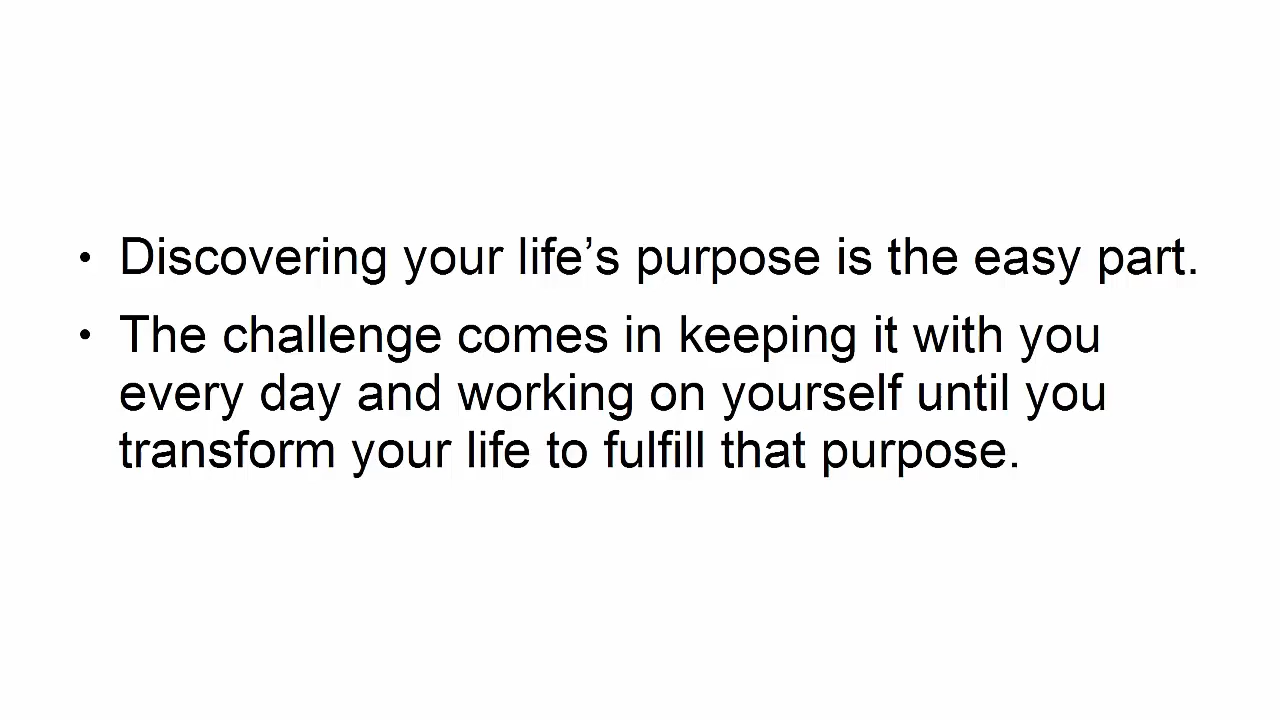 • Discovering your life’s purpose is the easy part.
• The challenge comes in keeping it with you
every day and working on yourself until you
transform your life to fulfill that purpose.